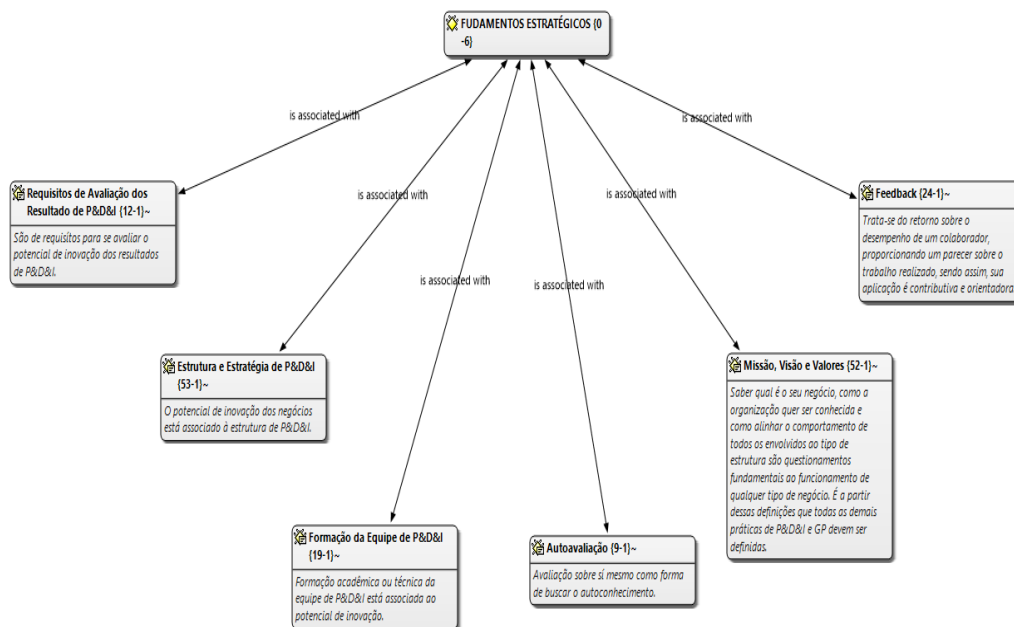 FUDAMENTOS ESTRATÉGICOS {0
-6}
is associated with
is associated with
is associated with
is associated with
is associated with
is associated with
Requisitos de Avaliação dos
Resultado de P&D&I {12-1}~
São de requisítos para se avaliar o
potencial de inovação dos resultados
de P&D&I.
Feedback {24-1}~
Trata-se do retorno sobre o
desempenho de um colaborador,
proporcionando um parecer sobre o
trabalho realizado, sendo assim, sua
aplicação é contributiva e orientadora
Estrutura e Estratégia de P&D&I
{53-1}~
O potencial de inovação dos negócios
está associado à estrutura de P&D&I.
Missão, Visão e Valores {52-1}~
Saber qual é o seu negócio, como a
organização quer ser conhecida e
como alinhar o comportamento de
todos os envolvidos ao tipo de
estrutura são questionamentos
fundamentais ao funcionamento de
qualquer tipo de negócio. É a partir
dessas definições que todas as demais
práticas de P&D&I e GP devem ser
definidas.
Formação da Equipe de P&D&I
{19-1}~
Formação acadêmica ou técnica da
equipe de P&D&I está associada ao
potencial de inovação.
Autoavaliação {9-1}~
Avaliação sobre sí mesmo como forma
de buscar o autoconhecimento.